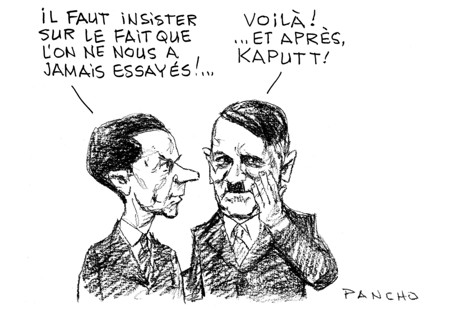 IL FAUT INSISTER
SUR LE FAIT QUE
L'ON NE NOUS A
JAMAIS ESSAYÉS!...
VOILÀ!
...ET APRÈS,
KAPUTT!
PANCHO